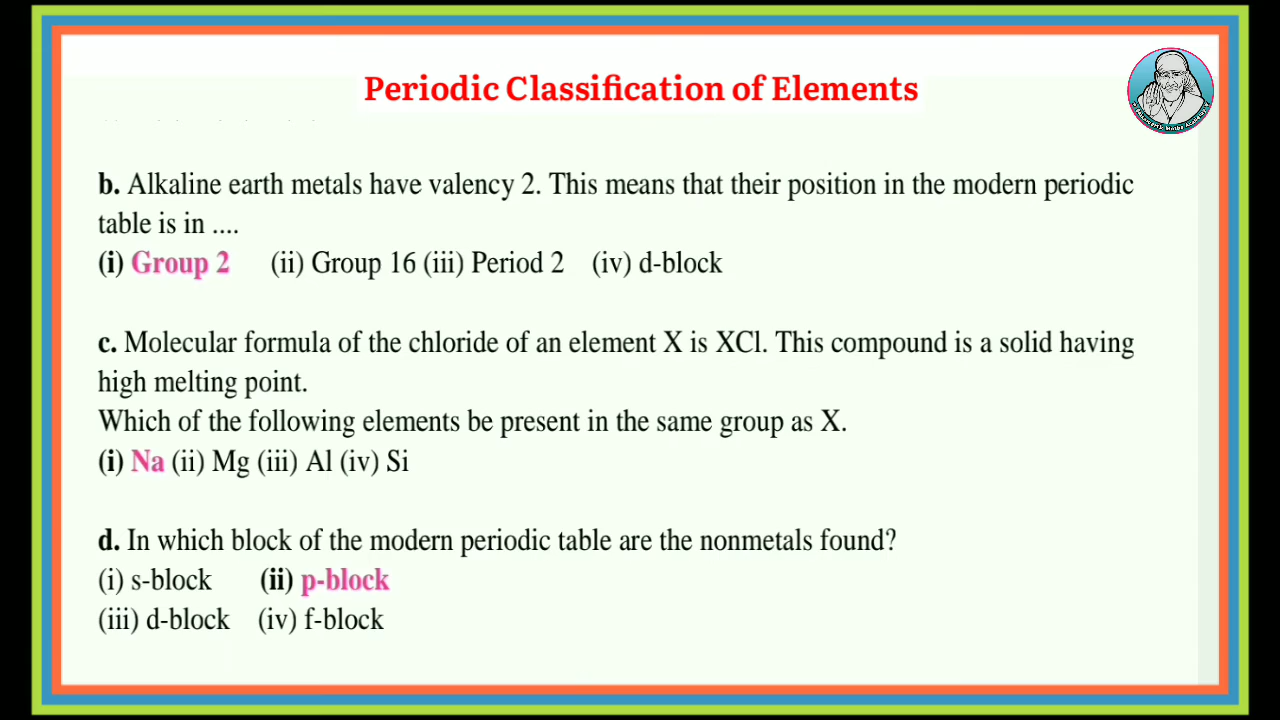 Periodic Classification of Elements
b. Alkaline earth metals have valency 2. This means that their position in the modern periodic
table is in ....
(i) Group 2 (ii) Group 16 (iii) Period 2 (iv) d-block
c. Molecular formula of the chloride of an element X is XCl. This compound is a solid having
high melting point.
Which of the following elements be present in the same group as X.
(i) Na (ii) Mg (iii) Al (iv) Si
d. In which block of the modern periodic table are the nonmetals found?
(i) s-block (ii) p-block
(iii) d-block (iv) f-block